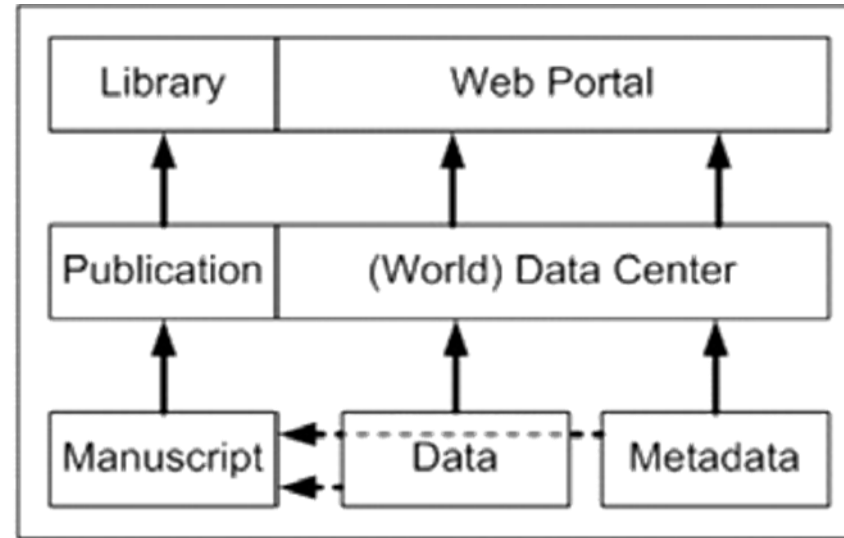 Library
Web Portal
Publication
(World) Data Center
Manuscript
Data
Metadata